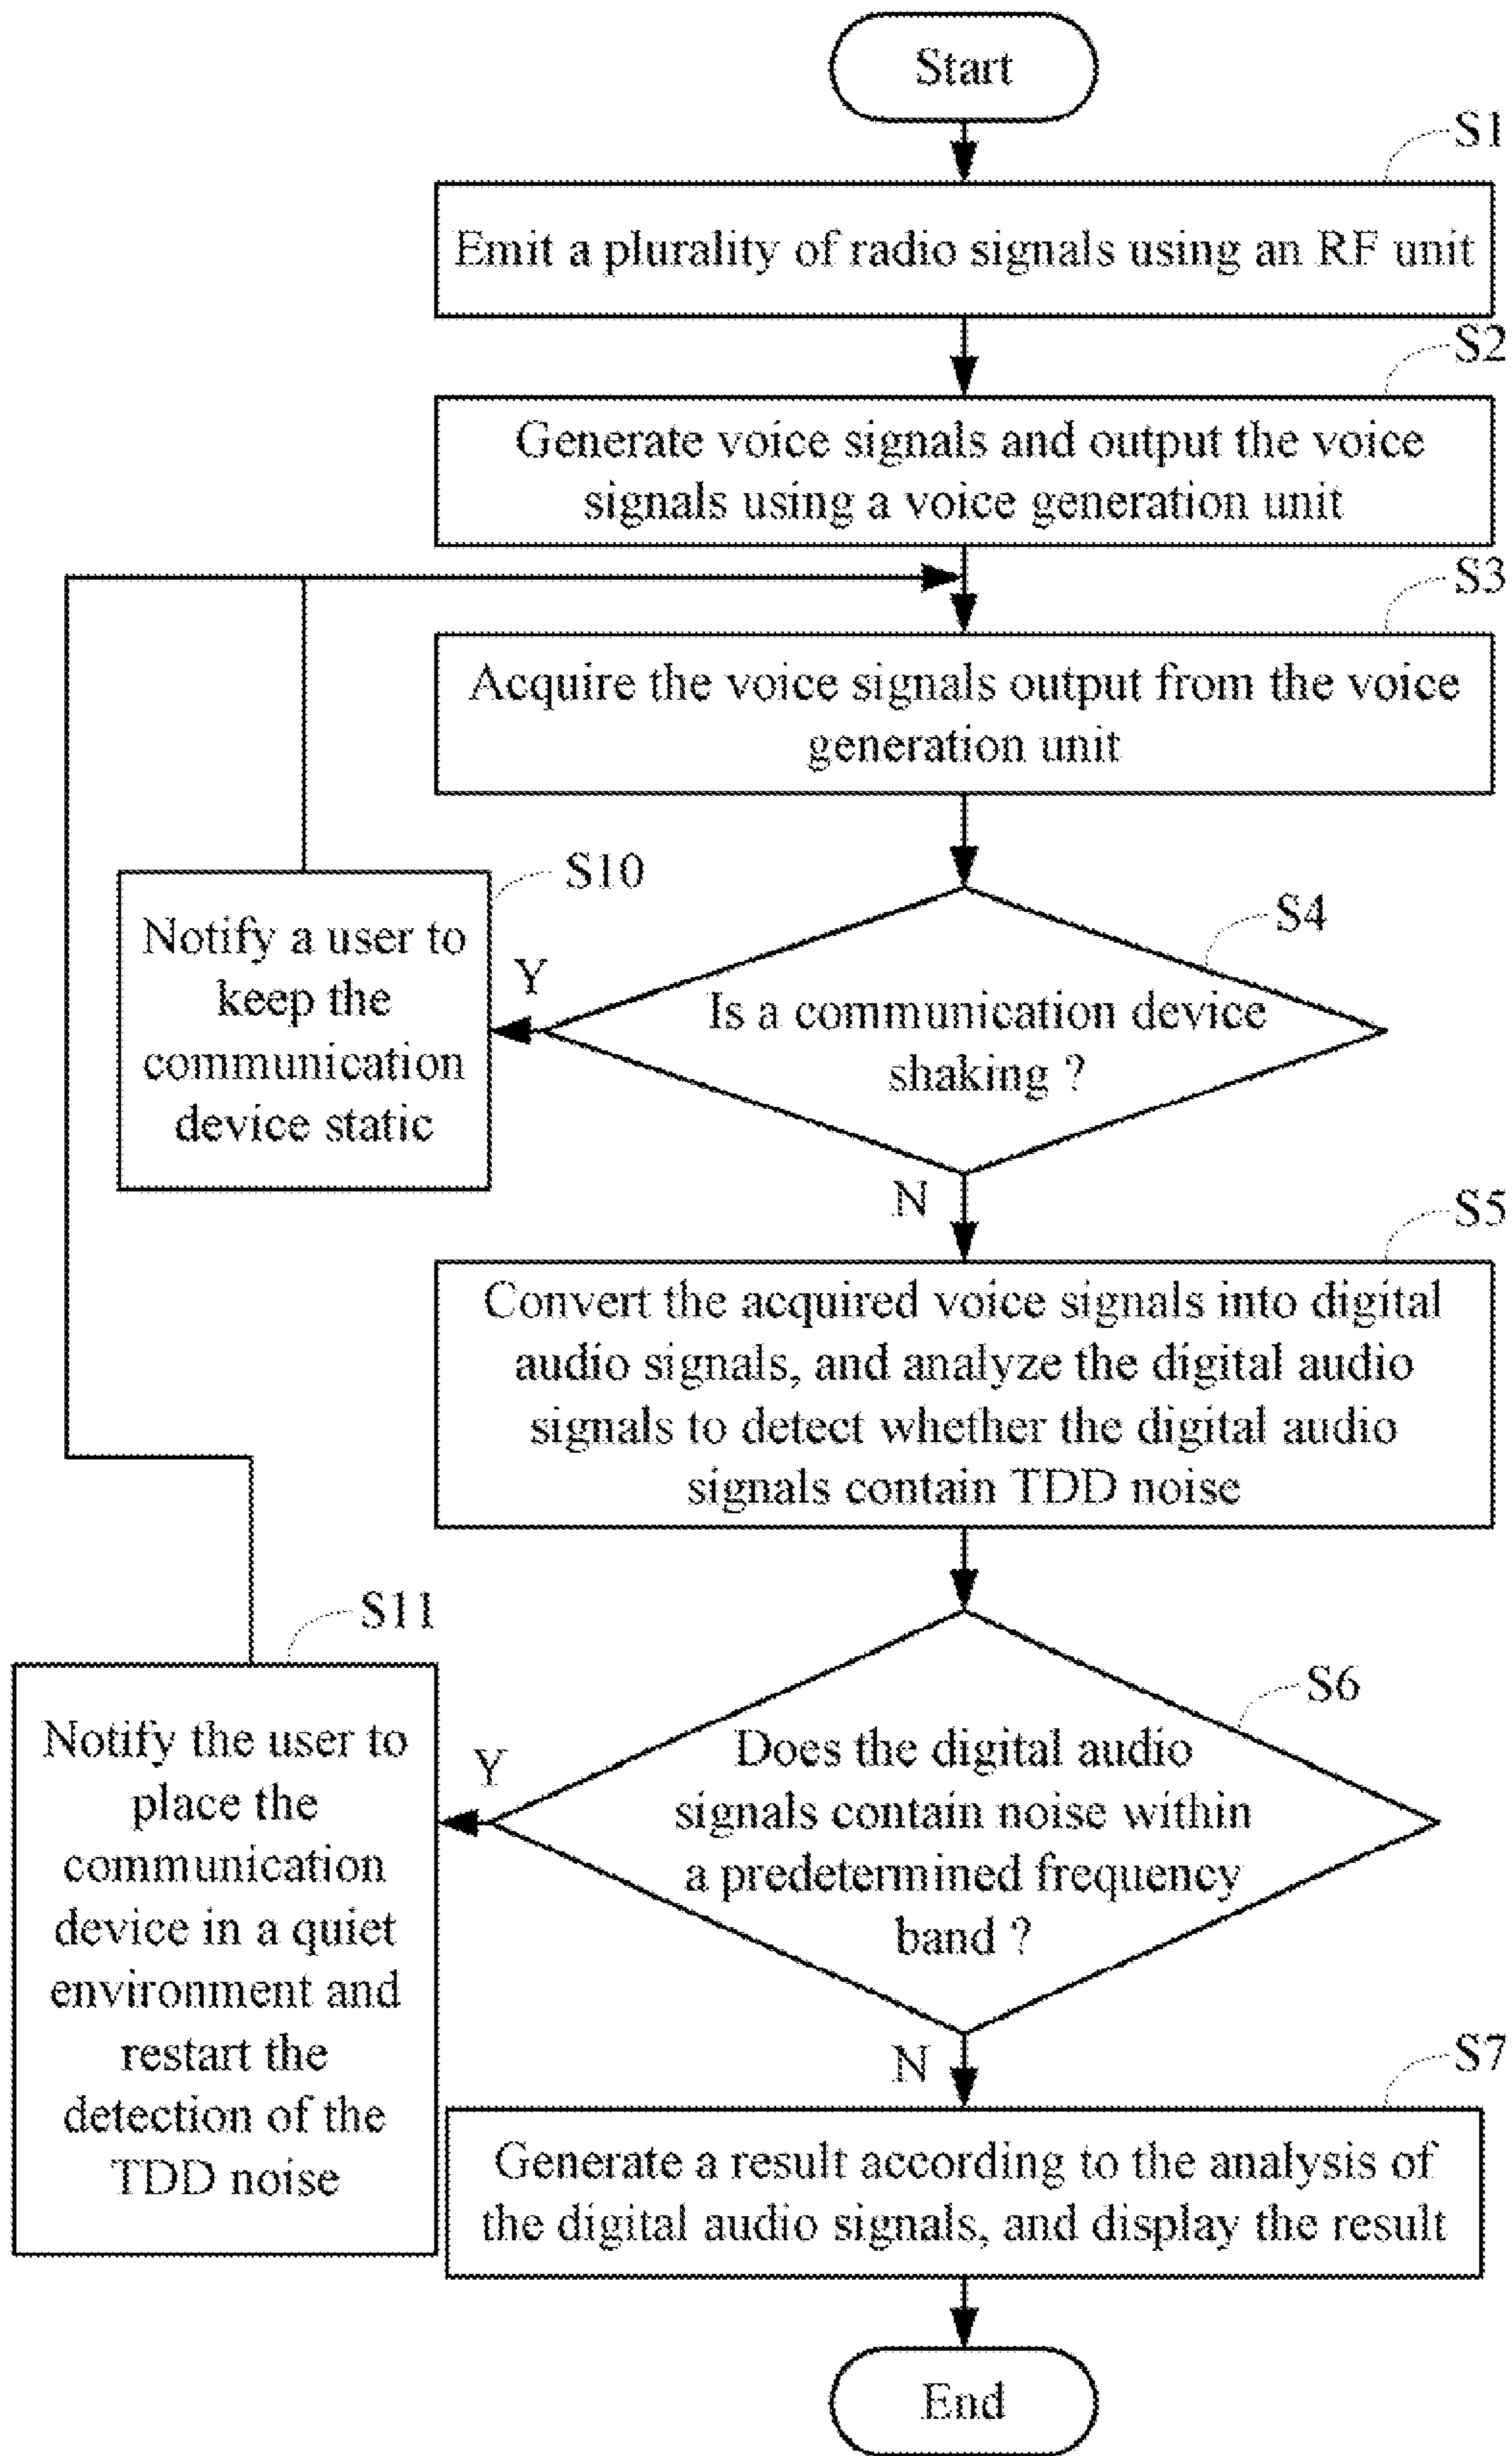 Start
S1
Emit a plurality of radio signals using an RF unit
S2
Generate voice signals and output the voice
signals using a voice generation unit
S3
Acquire the voice signals output from the voice
generation unit
S10
Notify a user to
keep the
communication
device static
Y
S4
Is a communication device
shaking ?
N
S5
Convert the acquired voice signals into digital
audio signals, and analyze the digital audio
signals to detect whether the digital audio
signals contain TDD noise
S11
Notify the user to
place the
communication
device in a quiet
environment and
restart the
detection of the
TDD noise
Y
S6
Does the digital audio
signals contain noise within
a predetermined frequency
band ?
N
S7
Generate a result according to the analysis of
the digital audio signals, and display the result
End